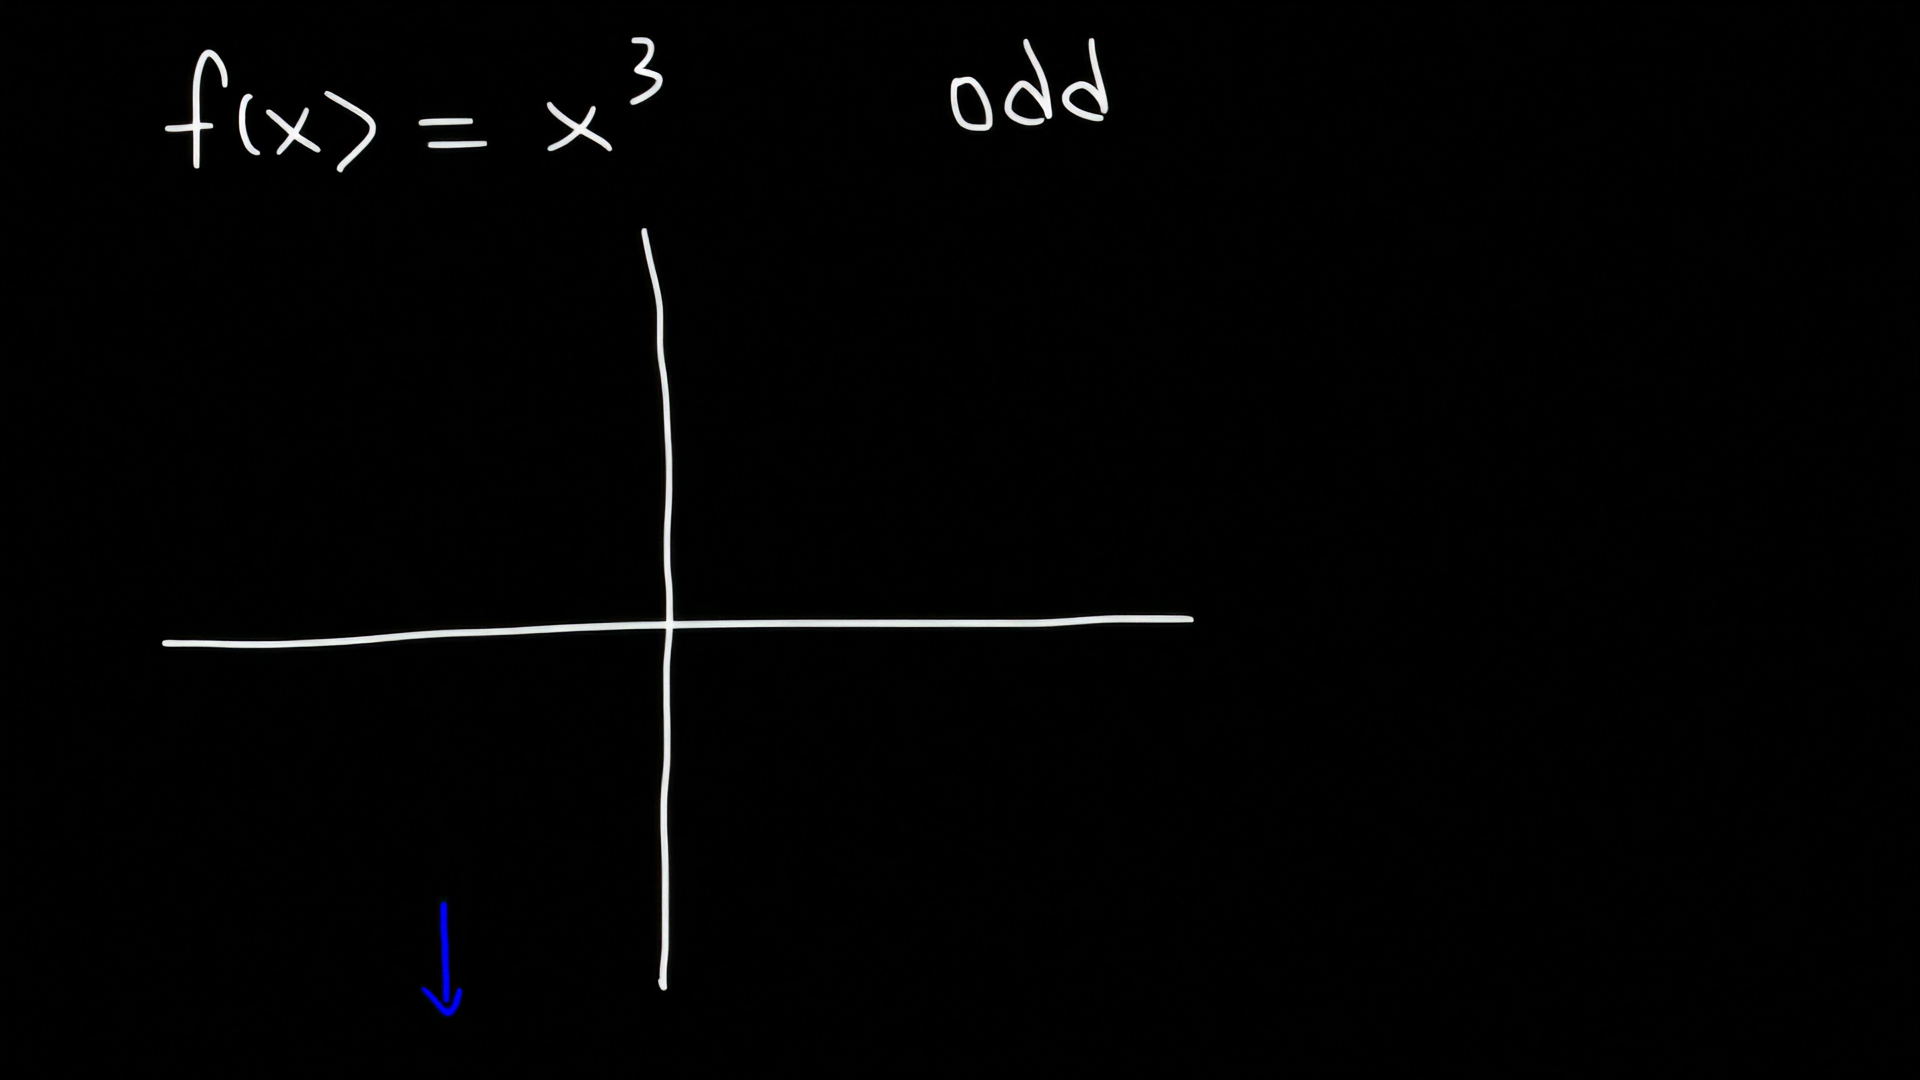 f(x) = x³ odd